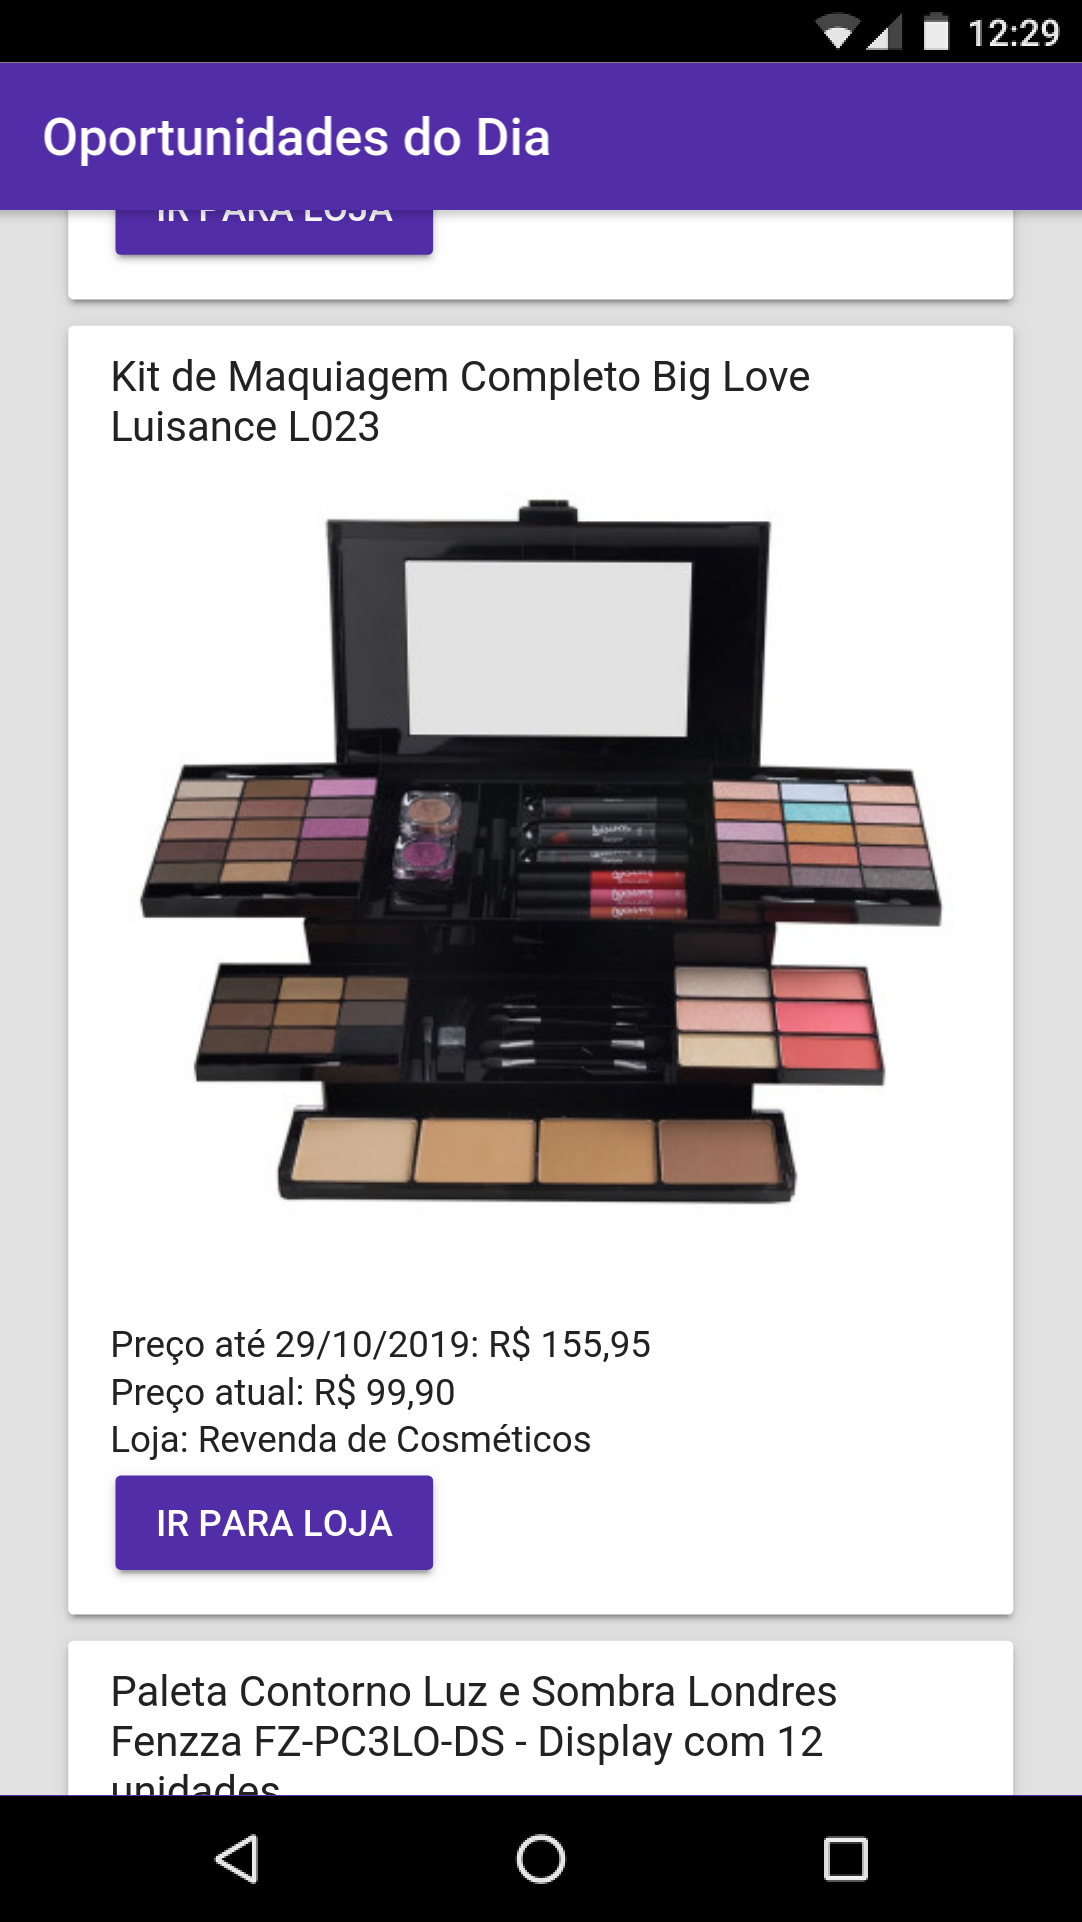 12:29
Oportunidades do Dia
IR PARA LOJA
Kit de Maquiagem Completo Big Love
Luisance L023
Preço até 29/10/2019: R$ 155,95
Preço atual: R$ 99,90
Loja: Revenda de Cosméticos
IR PARA LOJA
Paleta Contorno Luz e Sombra Londres
Fenzza FZ-PC3LO-DS - Display com 12
unidades